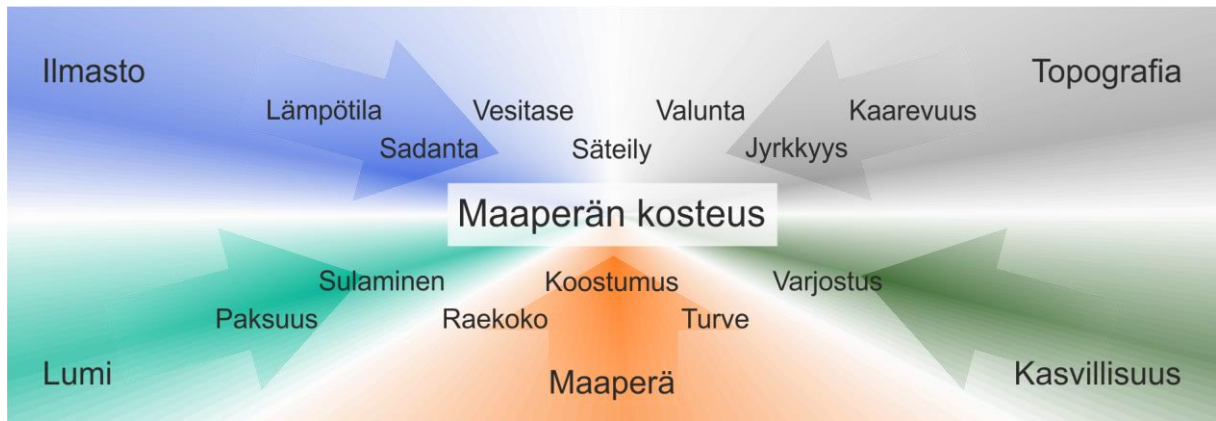 Ilmasto
Topografia
Lämpötila
Vesitase
Valunta
Kaarevuus
Sadanta
Säteily
Jyrkkyys
Maaperän kosteus
Sulaminen
Koostumus
Varjostus
Paksuus
Raekoko
Turve
Lumi
Maaperä
Kasvillisuus